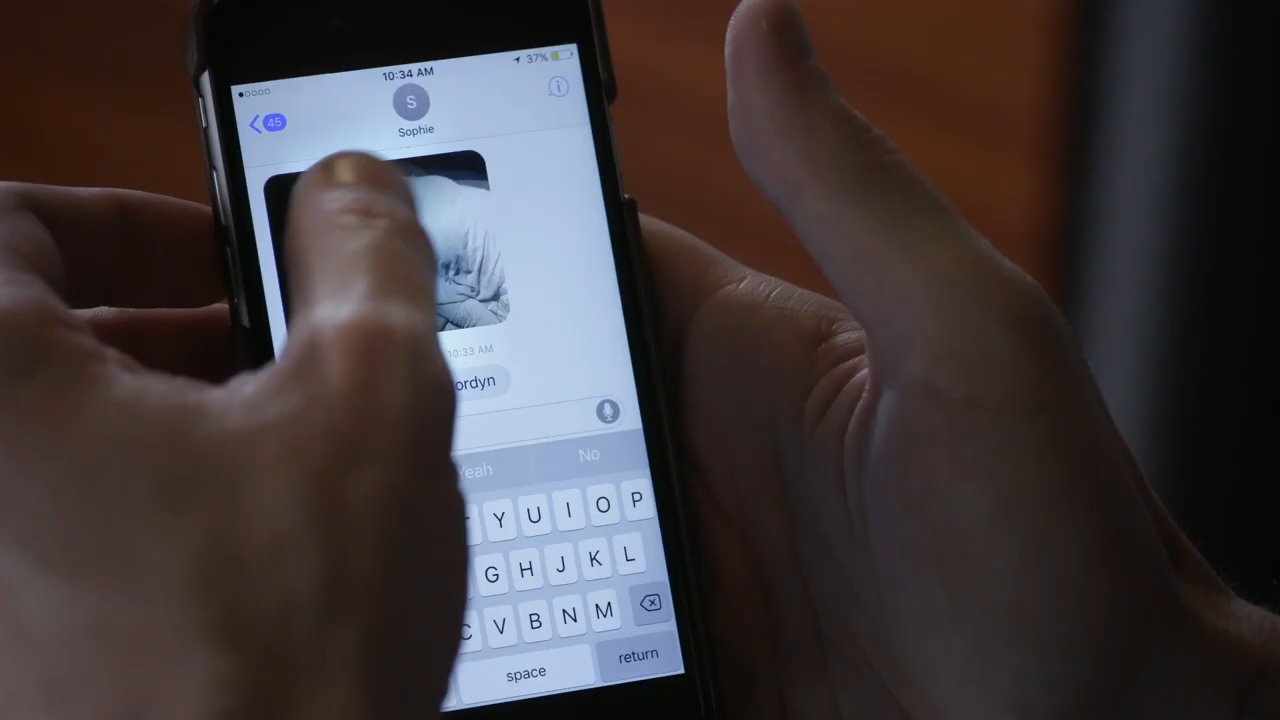 37%
10:34 AM
45
S
i
Sophie
10:33 AM
ordyn
Yeah
No
Y U I O P
G H J K L
C V B N M
space
return